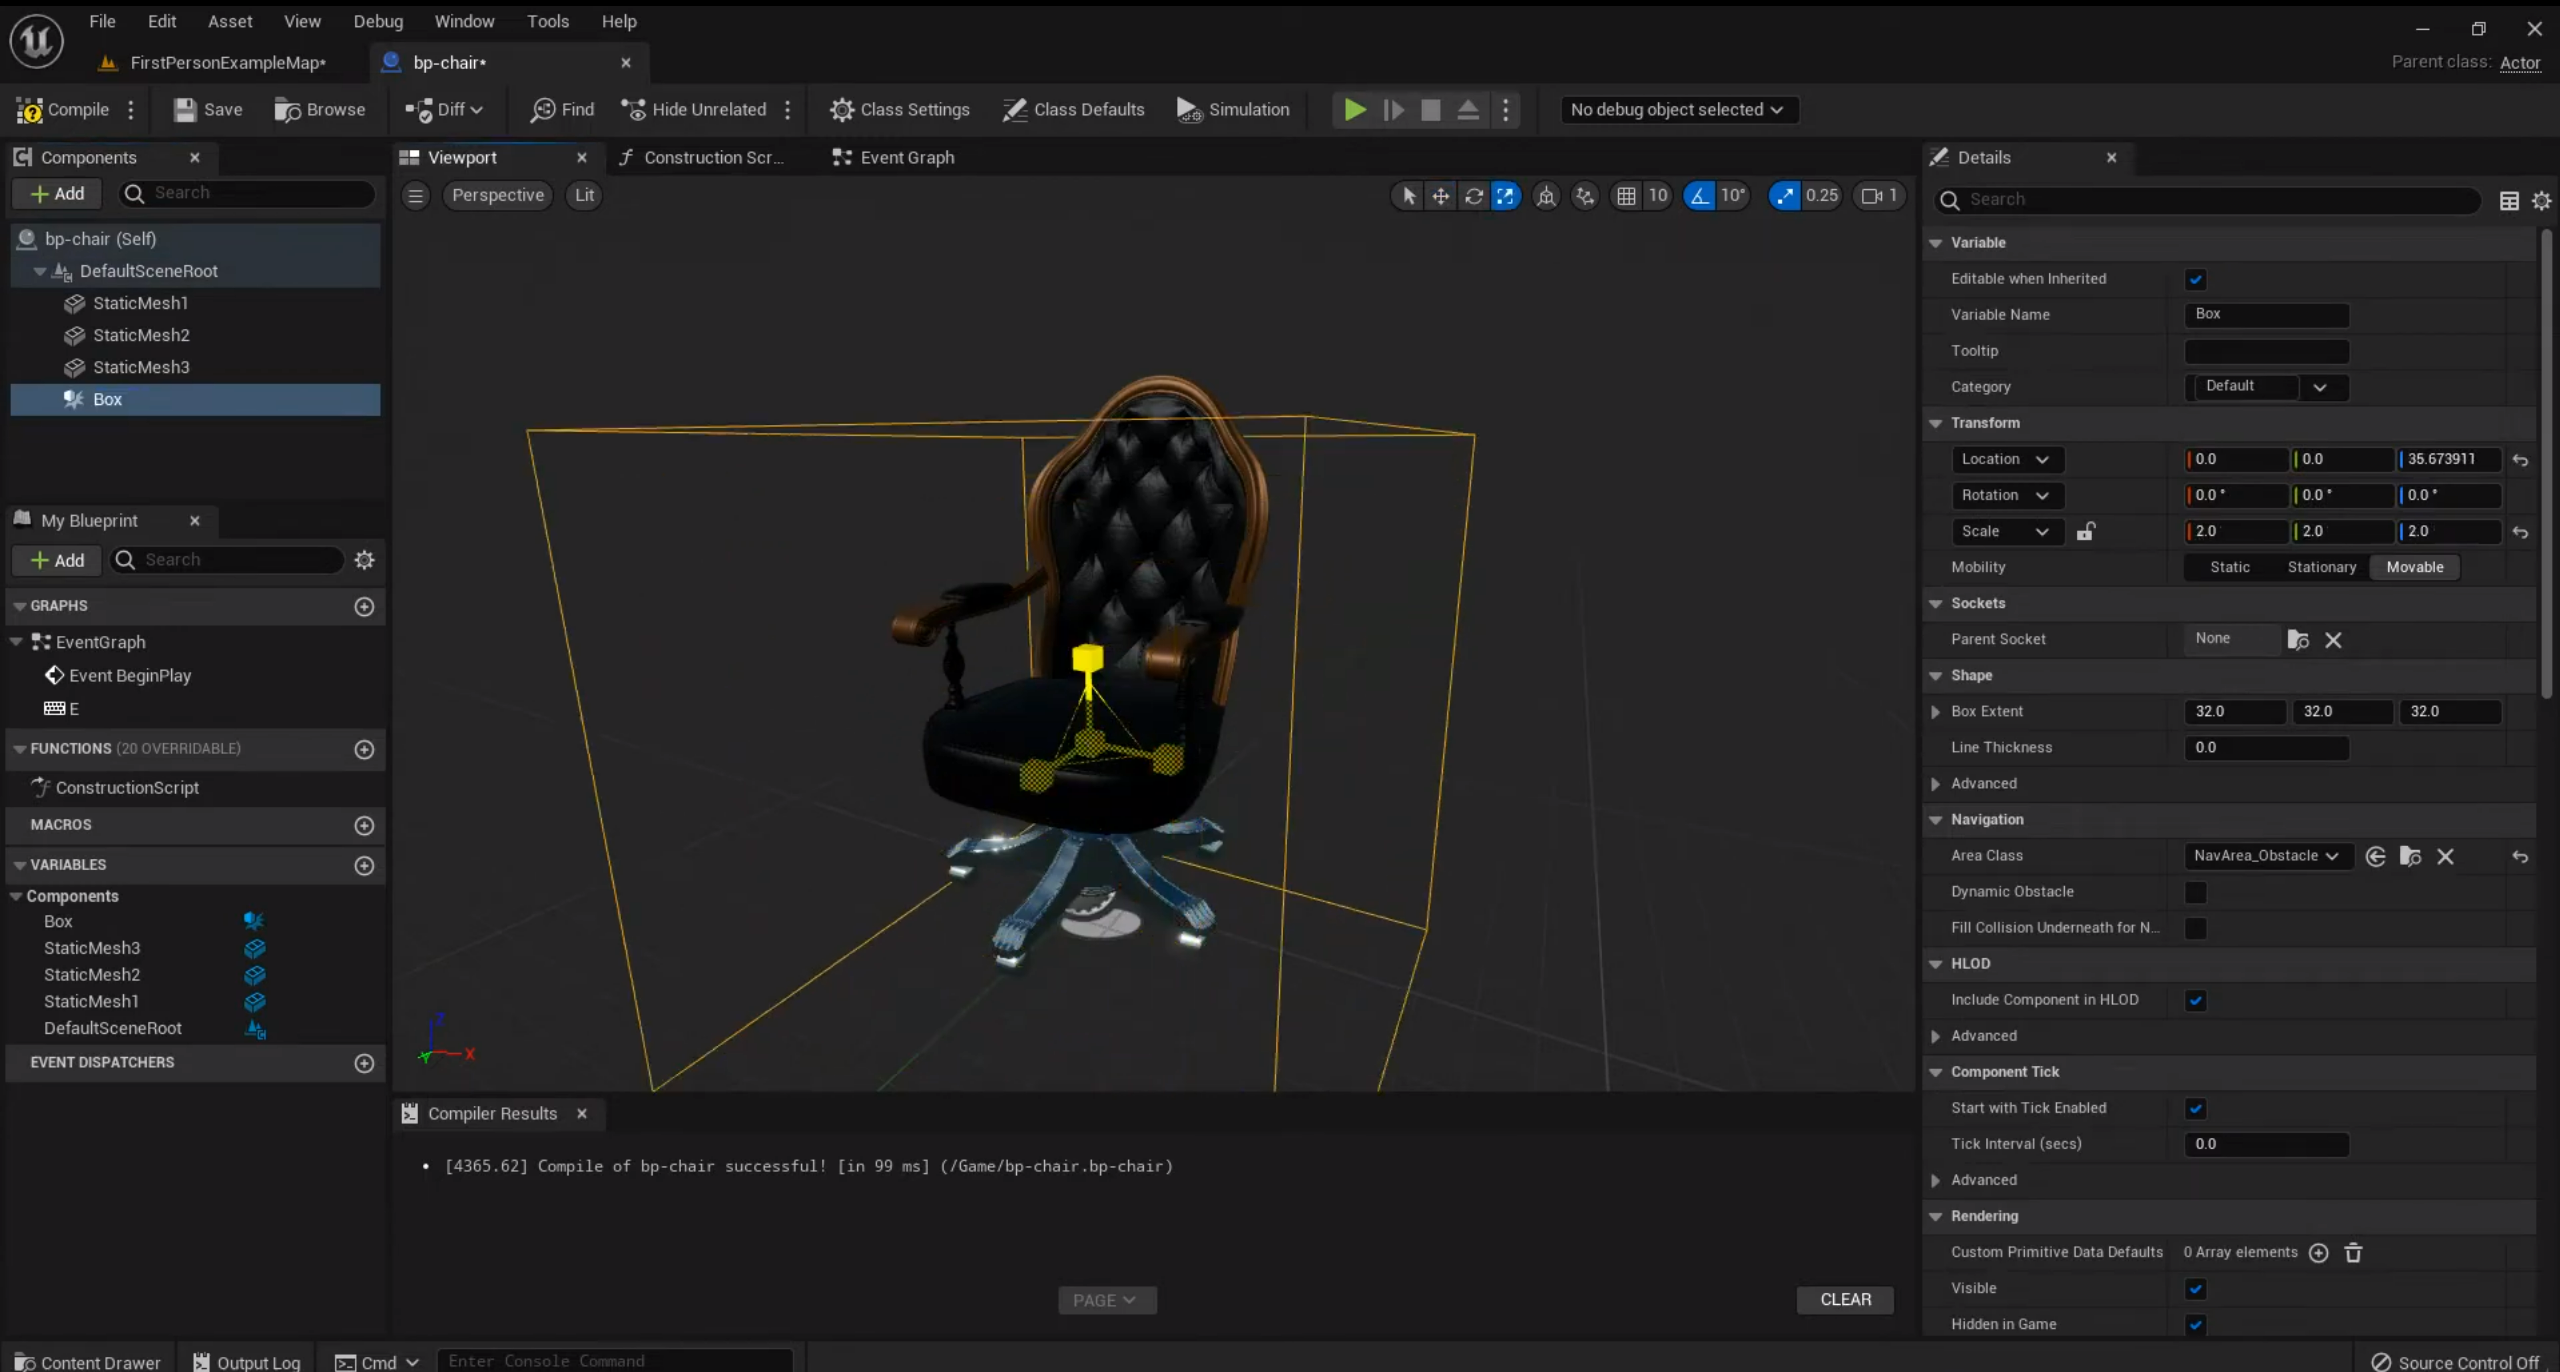 File Edit Asset View Debug Window Tools Help
FirstPersonExampleMap* bp-chair*
Parent class: Actor
Compile Save Browse Diff Find Hide Unrelated Class Settings Class Defaults Simulation No debug object selected
Components
Add Search
bp-chair (Self)
DefaultSceneRoot
StaticMesh1
StaticMesh2
StaticMesh3
Box
My Blueprint
Add Search
GRAPHS
EventGraph
Event BeginPlay
E
FUNCTIONS (20 OVERRIDABLE)
ConstructionScript
MACROS
VARIABLES
Components
Box
StaticMesh3
StaticMesh2
StaticMesh1
DefaultSceneRoot
EVENT DISPATCHERS
Viewport Construction Scr... Event Graph
Perspective Lit 10 10° 0.25 1
Z
Y
X
Compiler Results
• [4365.62] Compile of bp-chair successful! [in 99 ms] (/Game/bp-chair.bp-chair)
PAGE CLEAR
Details
Search
Variable
Editable when Inherited
Variable Name Box
Tooltip
Category Default
Transform
Location 0.0 0.0 35.673911
Rotation 0.0 ° 0.0 ° 0.0 °
Scale 2.0 2.0 2.0
Mobility Static Stationary Movable
Sockets
Parent Socket None
Shape
Box Extent 32.0 32.0 32.0
Line Thickness 0.0
Advanced
Navigation
Area Class NavArea_Obstacle
Dynamic Obstacle
Fill Collision Underneath for N...
HLOD
Include Component in HLOD
Advanced
Component Tick
Start with Tick Enabled
Tick Interval (secs) 0.0
Advanced
Rendering
Custom Primitive Data Defaults 0 Array elements
Visible
Hidden in Game
Content Drawer Output Log Cmd Enter Console Command Source Control Off